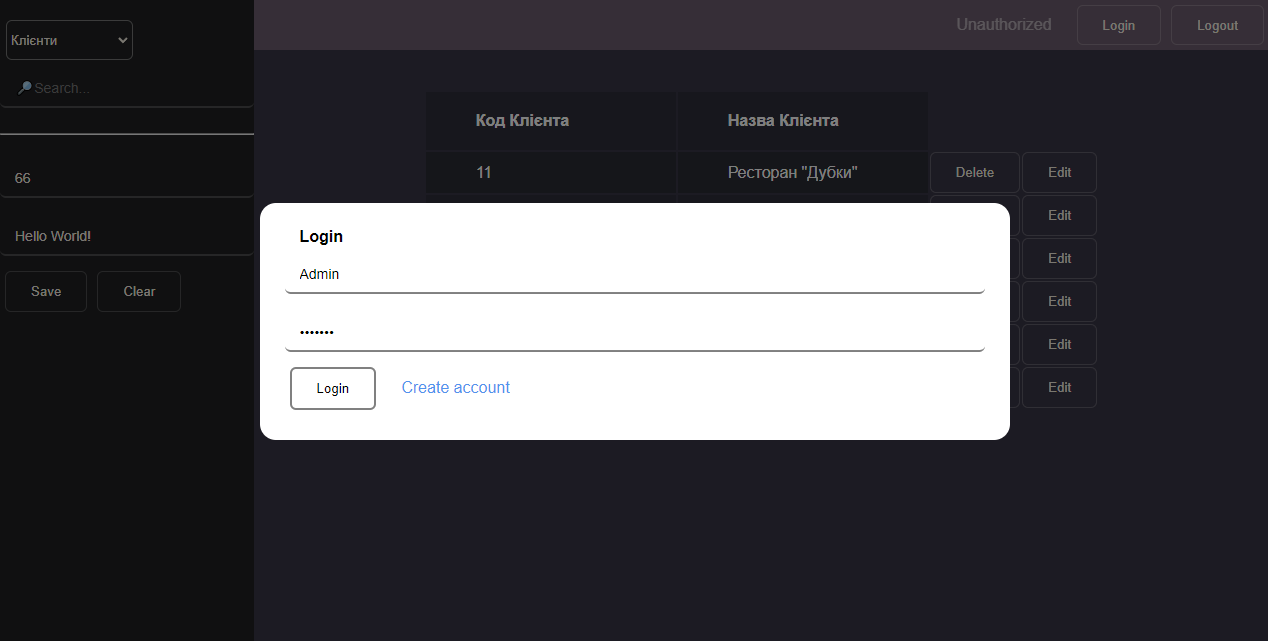 Клієнти
🔎Search...
66
Hello World!
Save Clear
Unauthorized Login Logout
Код Клієнта Назва Клієнта
11 Ресторан "Дубки" Delete Edit
Edit
Edit
Edit
Edit
Edit
Login
Admin
•••••••
Login Create account